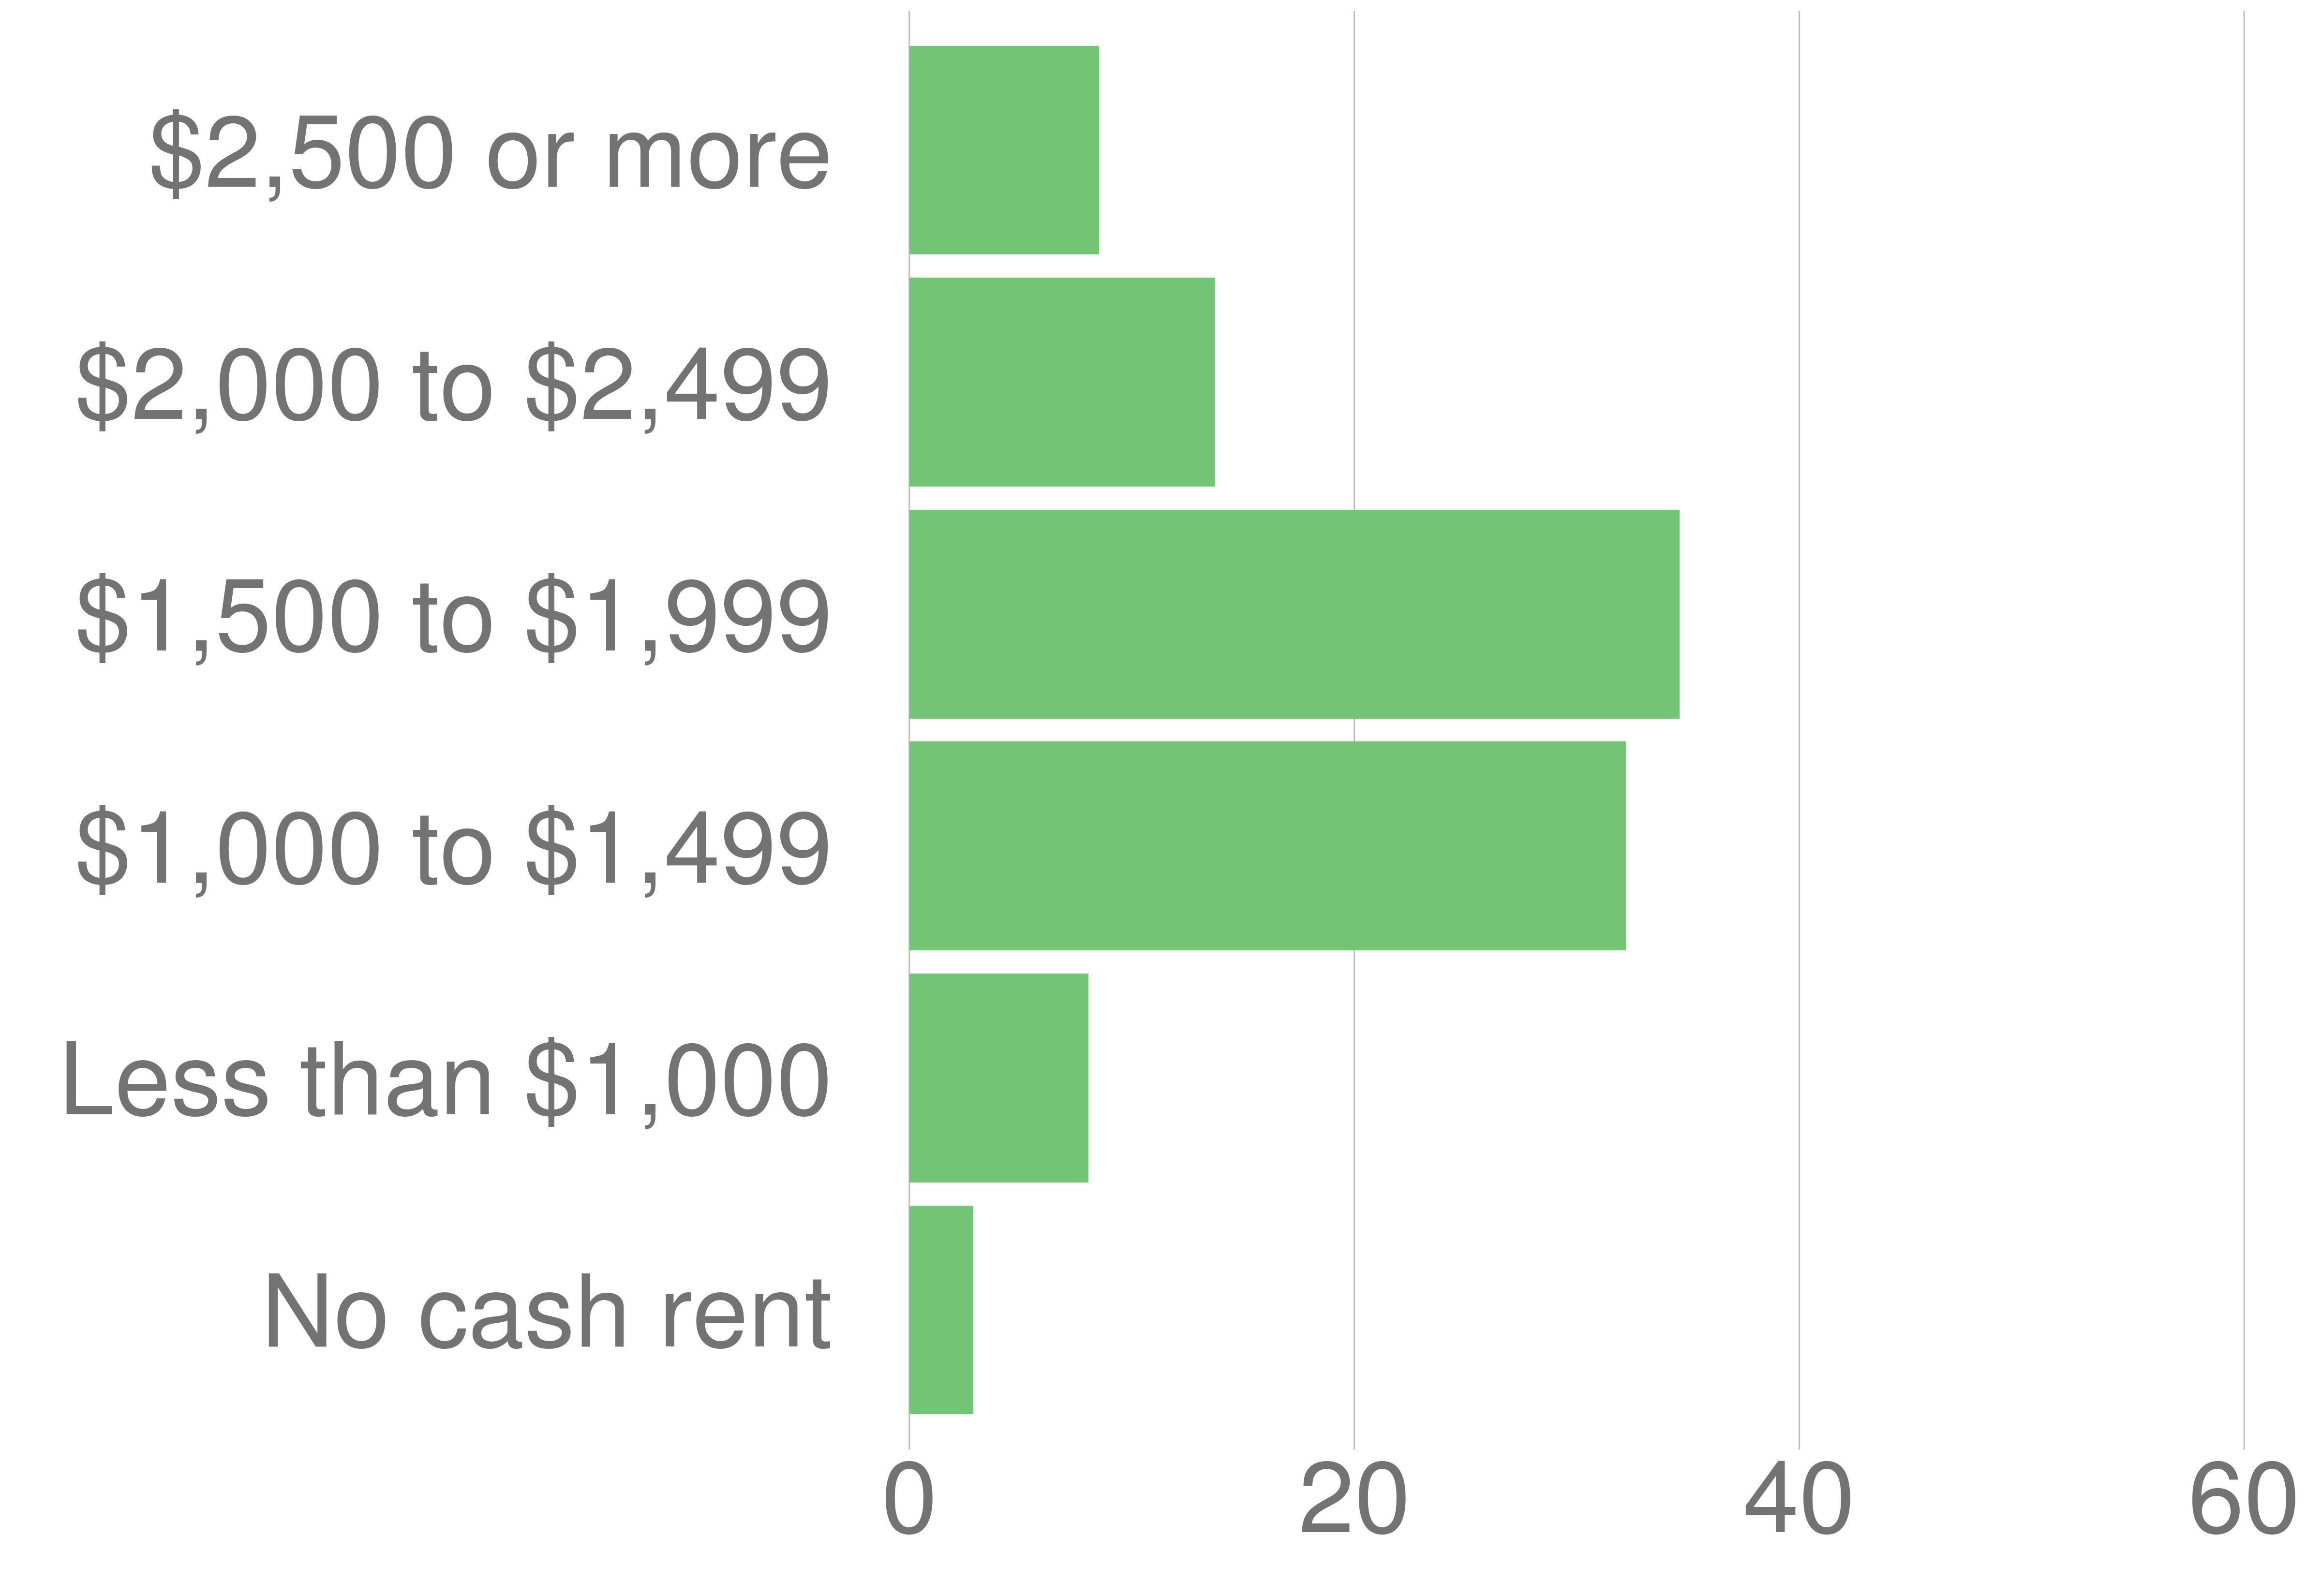 $2,500 or more
$2,000 to $2,499
$1,500 to $1,999
$1,000 to $1,499
Less than $1,000
No cash rent
0 20 40 60